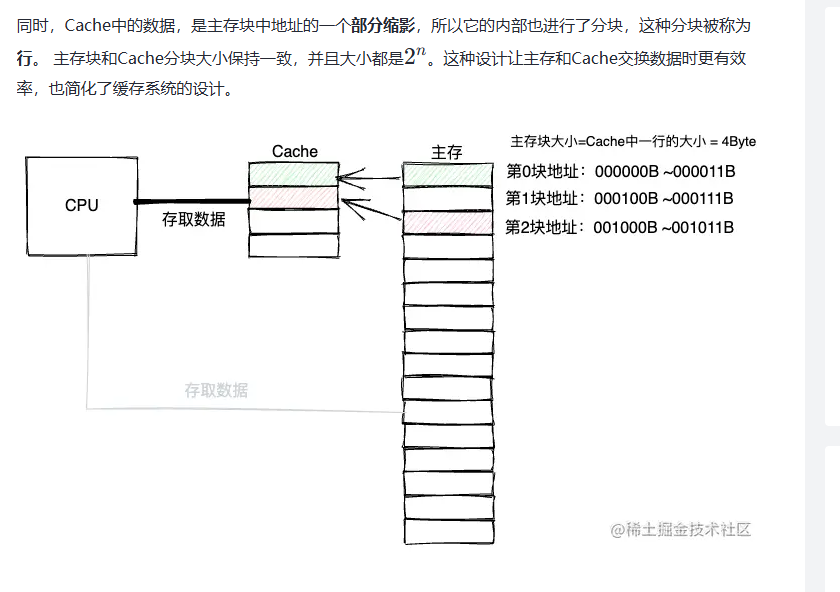 同时，Cache中的数据，是主存块中地址的一个部分缩影，所以它的内部也进行了分块，这种分块被称为
行。 主存块和Cache分块大小保持一致，并且大小都是2ⁿ。这种设计让主存和Cache交换数据时更有效
率，也简化了缓存系统的设计。
主存块大小=Cache中一行的大小 = 4Byte
Cache
主存
第0块地址：000000B ~000011B
第1块地址：000100B ~000111B
第2块地址：001000B ~001011B
CPU
存取数据
存取数据
@稀土掘金技术社区